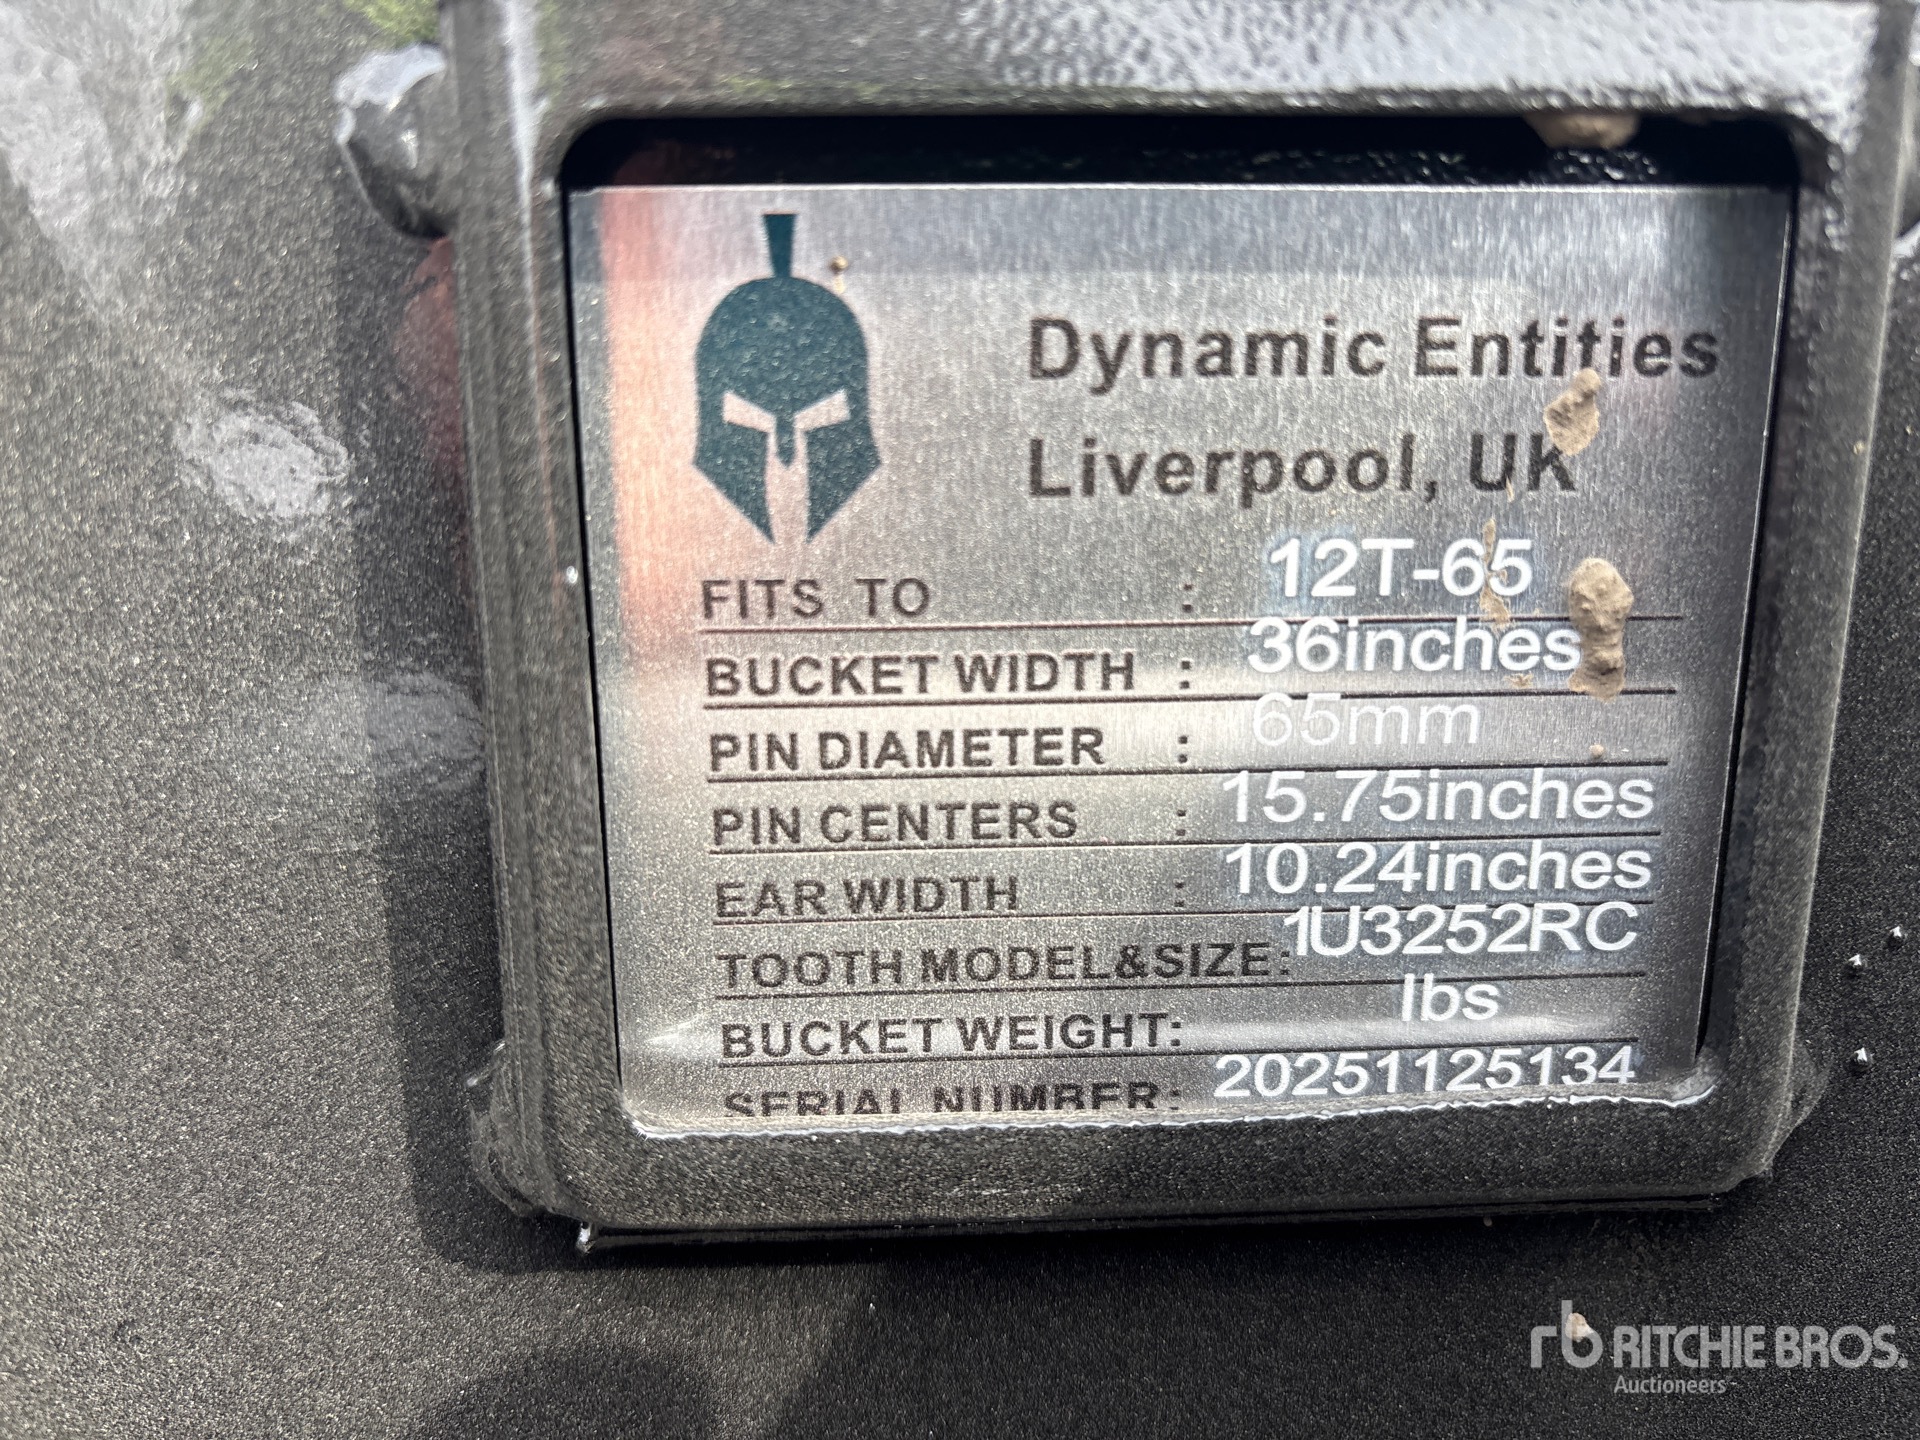 Dynamic Entities
Liverpool, UK
FITS TO : 12T-65
BUCKET WIDTH : 36inches
PIN DIAMETER : 65mm
PIN CENTERS : 15.75inches
EAR WIDTH : 10.24inches
TOOTH MODEL&SIZE: 1U3252RC
BUCKET WEIGHT: lbs
SERIAL NUMBER: 20251125134
rb RITCHIE BROS.
Auctioneers